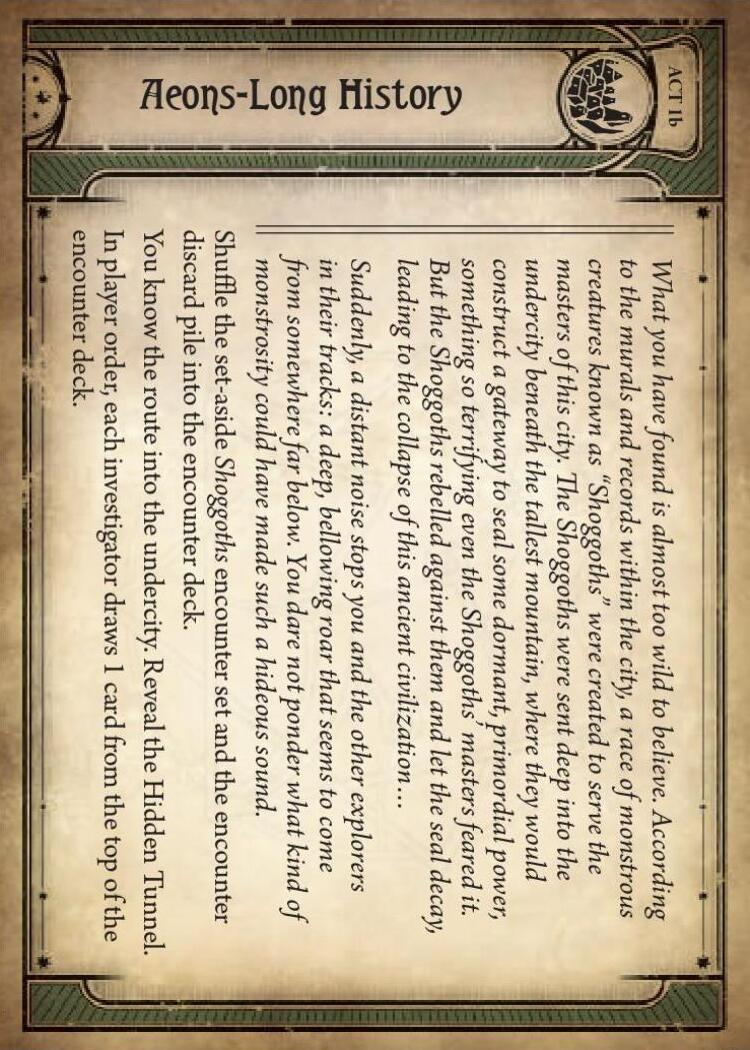 ACT 1b
Aeons-Long History
What you have found is almost too wild to believe. According
to the murals and records within the city, a race of monstrous
creatures known as “Shoggoths” were created to serve the
masters of this city. The Shoggoths were sent deep into the
undercity beneath the tallest mountain, where they would
construct a gateway to seal some dormant, primordial power,
something so terrifying even the Shoggoths’ masters feared it.
But the Shoggoths rebelled against them and let the seal decay,
leading to the collapse of this ancient civilization…
Suddenly, a distant noise stops you and the other explorers
in their tracks: a deep, bellowing roar that seems to come
from somewhere far below. You dare not ponder what kind of
monstrosity could have made such a hideous sound.
Shuffle the set-aside Shoggoths encounter set and the encounter
discard pile into the encounter deck.
You know the route into the undercity. Reveal the Hidden Tunnel.
In player order, each investigator draws 1 card from the top of the
encounter deck.